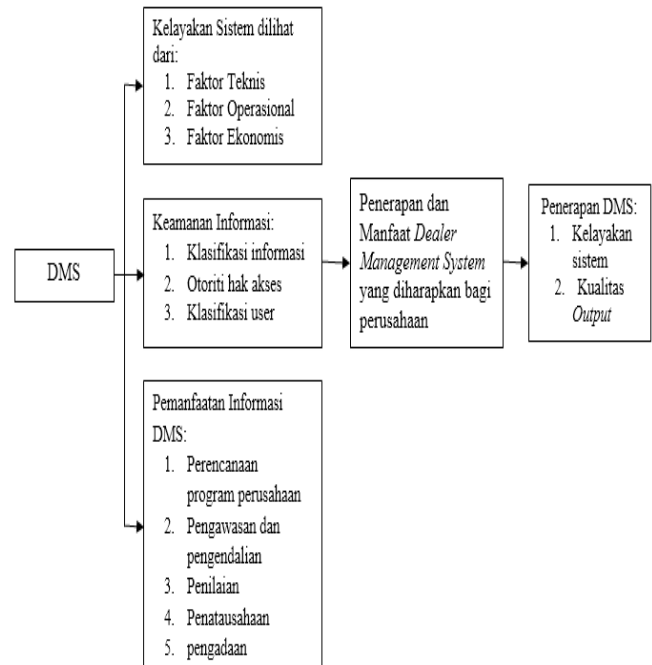 DMS
Kelayakan Sistem dilihat
dari:
1. Faktor Teknis
2. Faktor Operasional
3. Faktor Ekonomis
Keamanan Informasi:
1. Klasifikasi informasi
2. Otoriti hak akses
3. Klasifikasi user
Pemanfaatan Informasi
DMS:
1. Perencanaan
program perusahaan
2. Pengawasan dan
pengendalian
3. Penilaian
4. Penatausahaan
5. pengadaan
Penerapan dan
Manfaat Dealer
Management System
yang diharapkan bagi
perusahaan
Penerapan DMS:
1. Kelayakan
sistem
2. Kualitas
Output